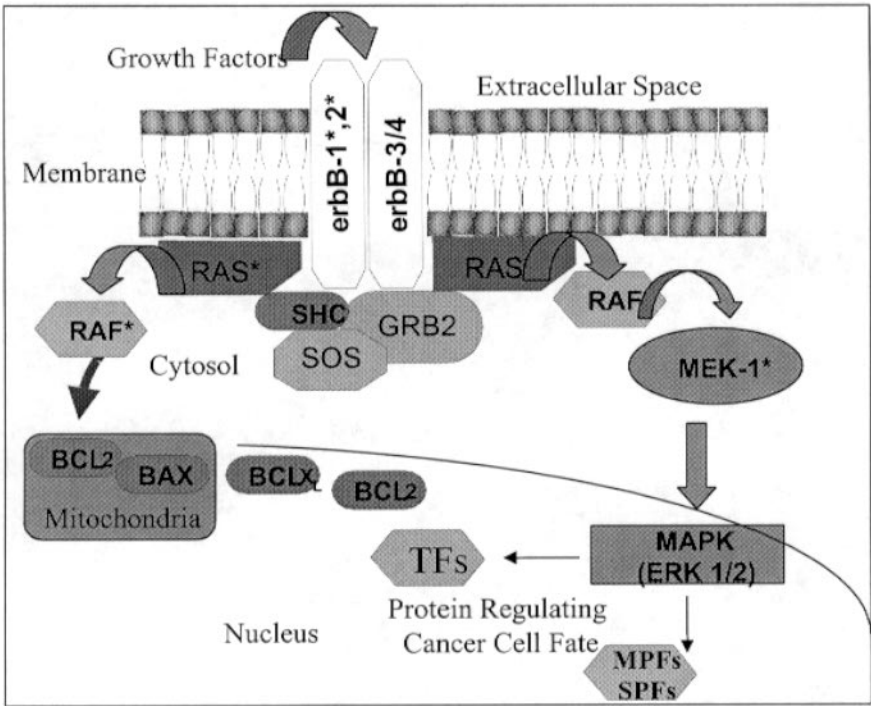 Growth Factors
Extracellular Space
erbB-1*,2*
erbB-3/4
Membrane
RAS*
RAS
RAF*
SHC
GRB2
RAF
SOS
Cytosol
MEK-1*
BCL2
BAX
BCLXL
BCL2
Mitochondria
MAPK
(ERK 1/2)
TFs
Protein Regulating
Cancer Cell Fate
Nucleus
MPFs
SPFs